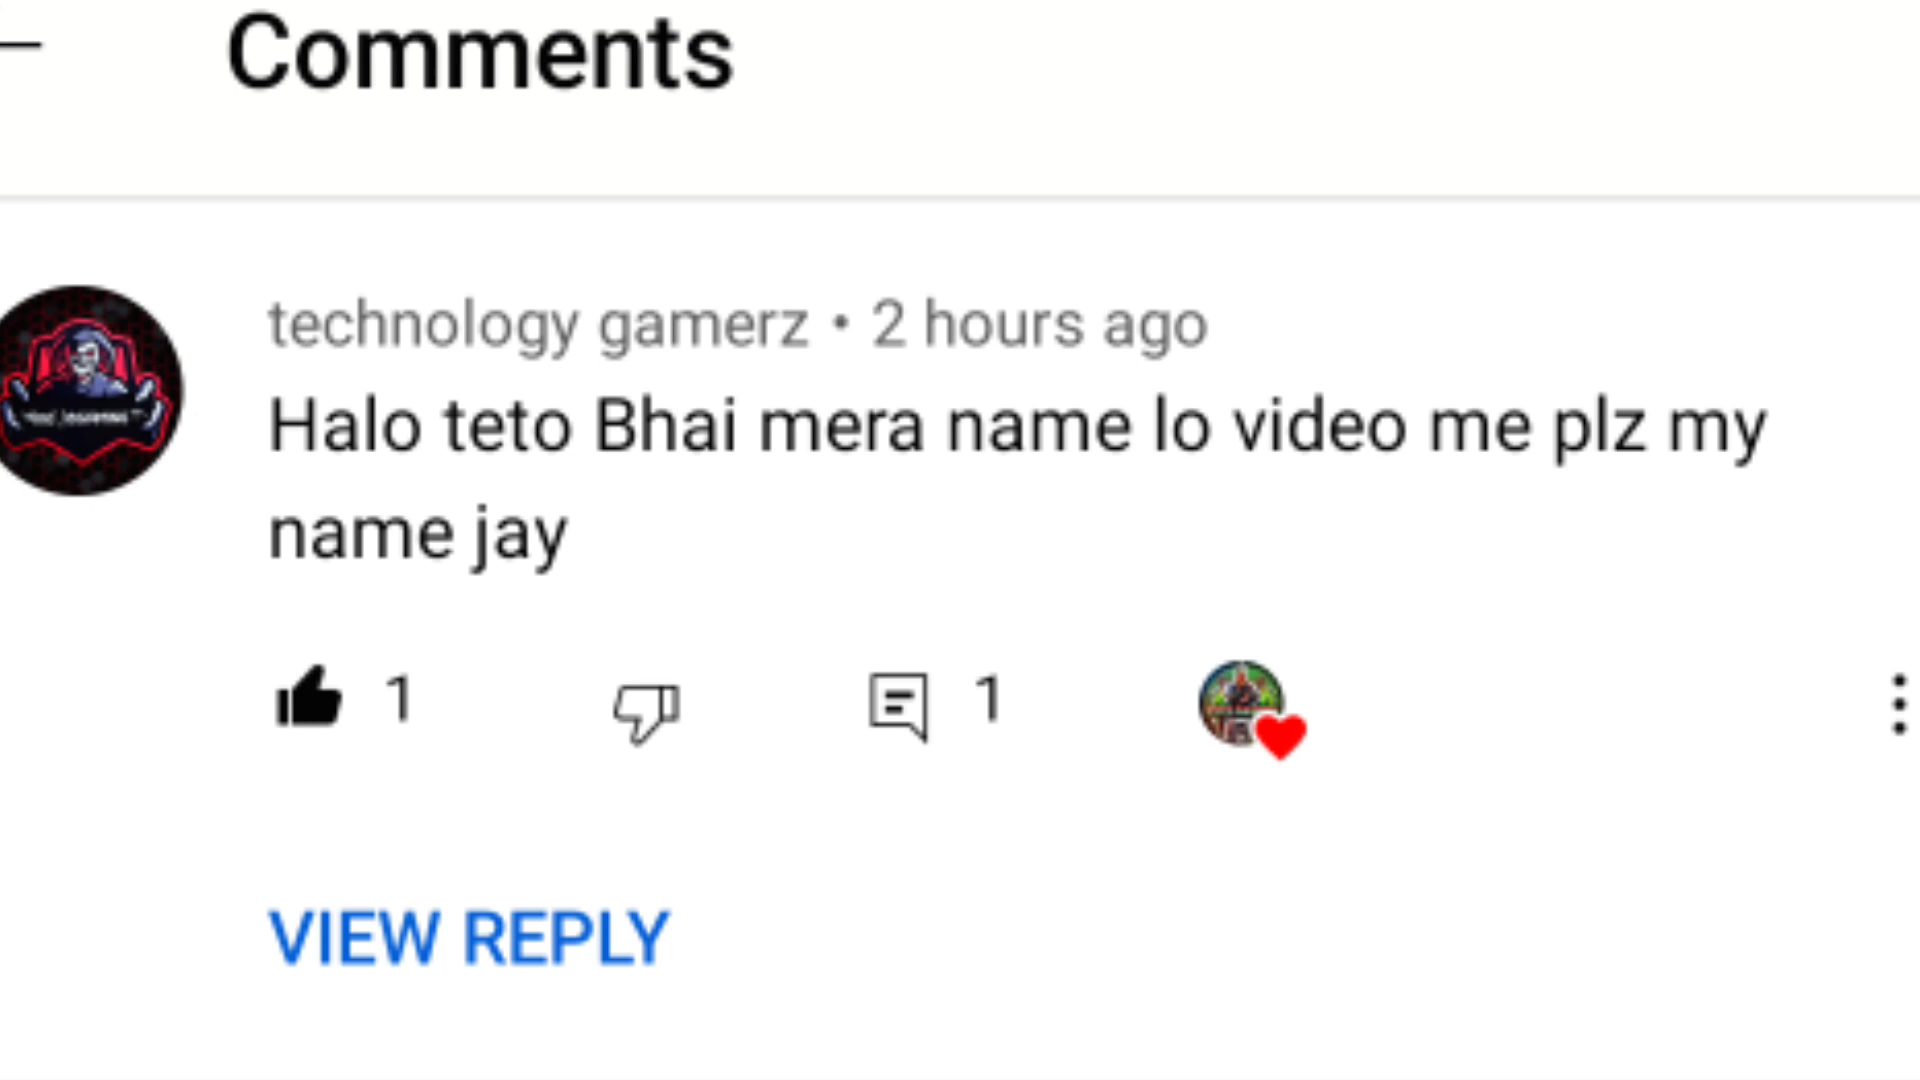 Comments
technology gamerz • 2 hours ago
Halo teto Bhai mera name lo video me plz my
name jay
1
1
VIEW REPLY